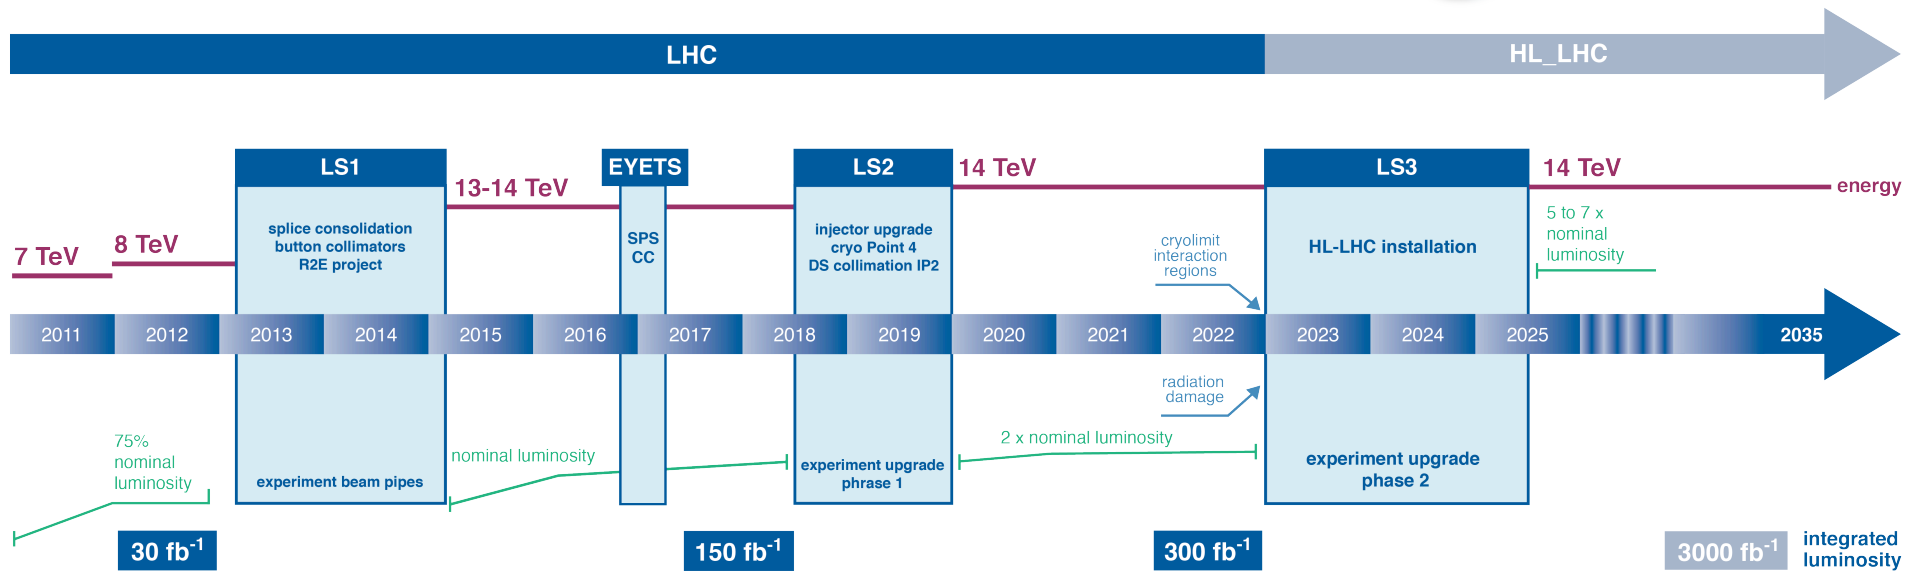 LHC
HL_LHC
LS1
EYETS
LS2
LS3
14 TeV
14 TeV
13-14 TeV
energy
7 TeV
8 TeV
splice consolidation
button collimators
R2E project
SPS
CC
injector upgrade
cryo Point 4
DS collimation IP2
cryolimit
interaction
regions
HL-LHC installation
5 to 7 x
nominal
luminosity
2011
2012
2013
2014
2015
2016
2017
2018
2019
2020
2021
2022
2023
2024
2025
2035
radiation
damage
75%
nominal
luminosity
experiment beam pipes
nominal luminosity
experiment upgrade
phrase 1
2 x nominal luminosity
experiment upgrade
phase 2
30 fb-1
150 fb-1
300 fb-1
3000 fb-1
integrated
luminosity